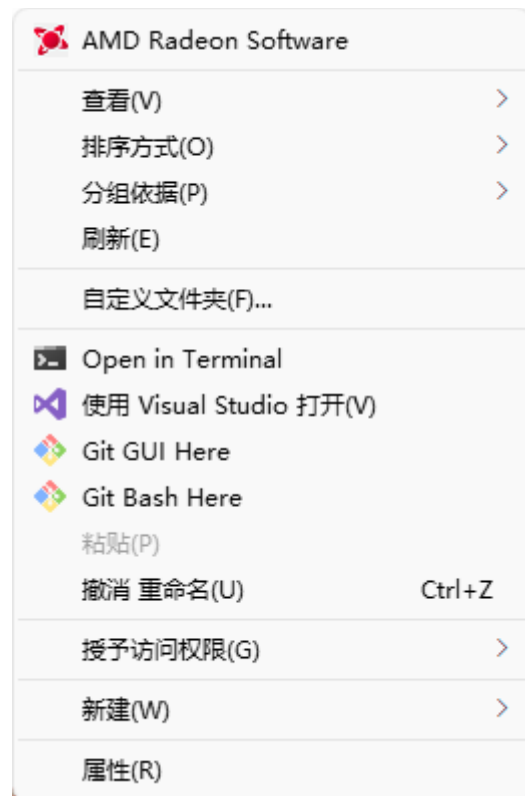 AMD Radeon Software
查看(V)
排序方式(O)
分组依据(P)
刷新(E)
自定义文件夹(F)...
Open in Terminal
使用 Visual Studio 打开(V)
Git GUI Here
Git Bash Here
粘贴(P)
撤消 重命名(U) Ctrl+Z
授予访问权限(G)
新建(W)
属性(R)